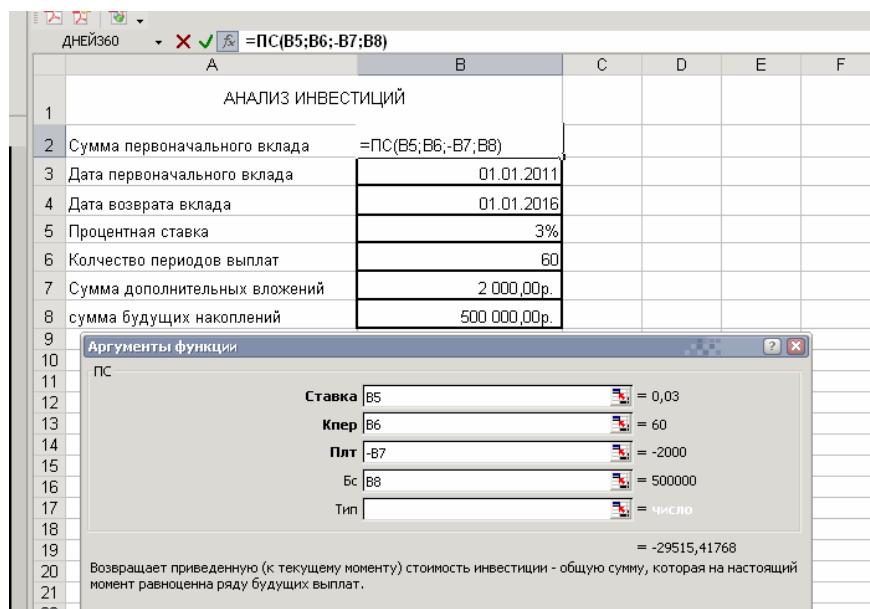 ДНЕЙ360 =ПС(B5;B6;-B7;B8)
A B C D E F
1 АНАЛИЗ ИНВЕСТИЦИЙ
2 Сумма первоначального вклада =ПС(B5;B6;-B7;B8)
3 Дата первоначального вклада 01.01.2011
4 Дата возврата вклада 01.01.2016
5 Процентная ставка 3%
6 Колчество периодов выплат 60
7 Сумма дополнительных вложений 2 000,00р.
8 сумма будущих накоплений 500 000,00р.
9
10 Аргументы функции
11 ПС
12 Ставка B5 = 0,03
13 Кпер B6 = 60
14 Плт -B7 = -2000
15
16 Бс B8 = 500000
17 Тип = число
18
19 = -29515,41768
20 Возвращает приведенную (к текущему моменту) стоимость инвестиции - общую сумму, которая на настоящий
21 момент равноценна ряду будущих выплат.